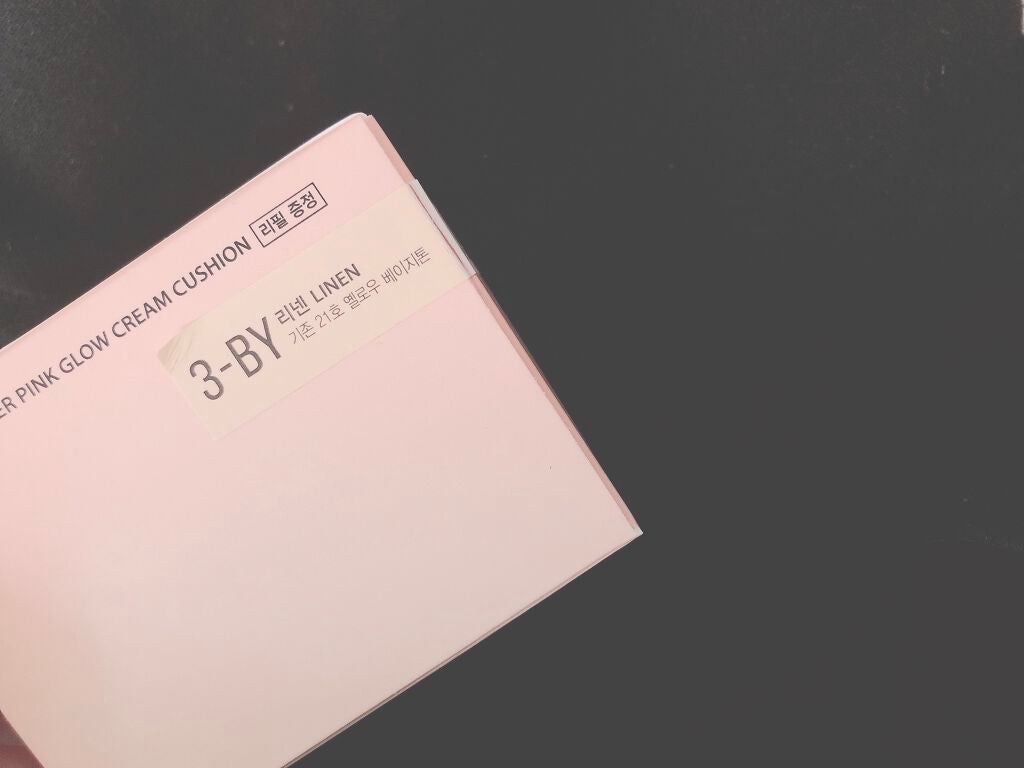 ER PINK GLOW CREAM CUSHION 리필 증정
3-BY 리넨 LINEN
기존 21호 옐로우 베이지톤